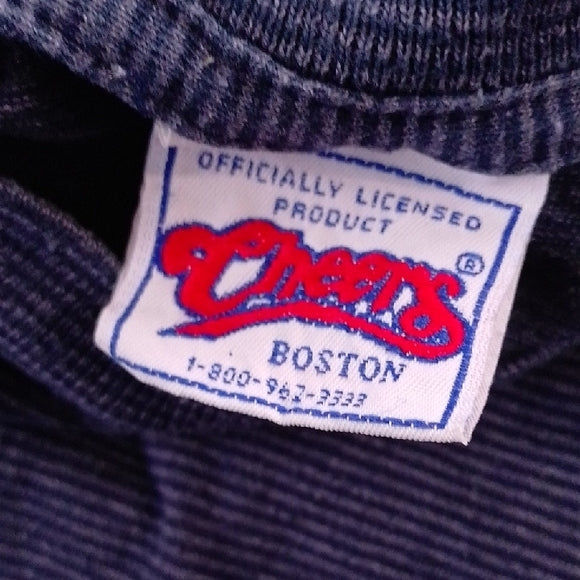 OFFICIALLY LICENSED
PRODUCT
Cheers ®
BOSTON
1-800-962-3333